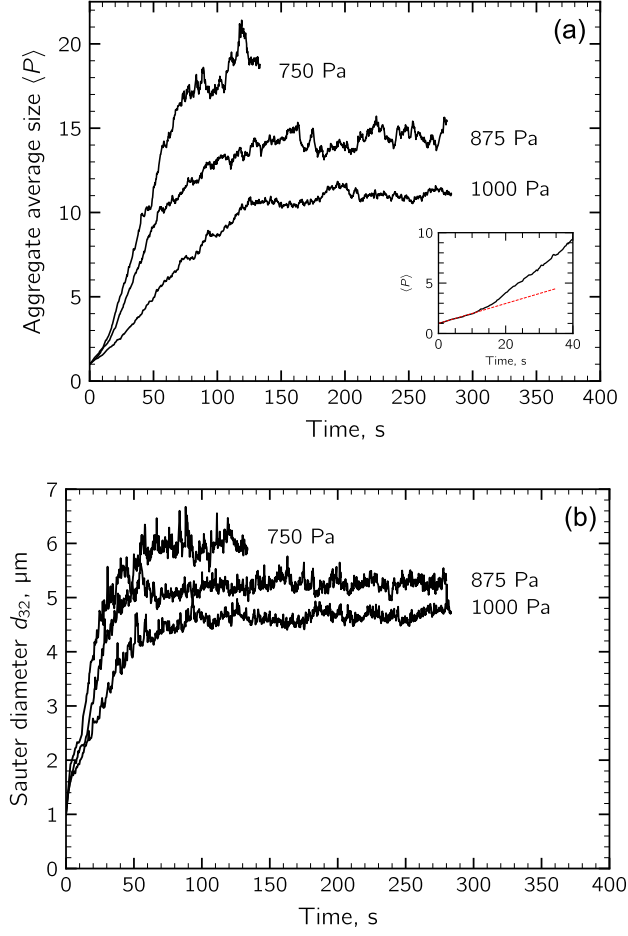 (a)
Aggregate average size ⟨P⟩
20
15
10
5
0
750 Pa
875 Pa
1000 Pa
10
5
0
⟨P⟩
0 20 40
Time, s
0 50 100 150 200 250 300 350 400
Time, s
(b)
Sauter diameter d32, μm
7
6
5
4
3
2
1
0
750 Pa
875 Pa
1000 Pa
0 50 100 150 200 250 300 350 400
Time, s